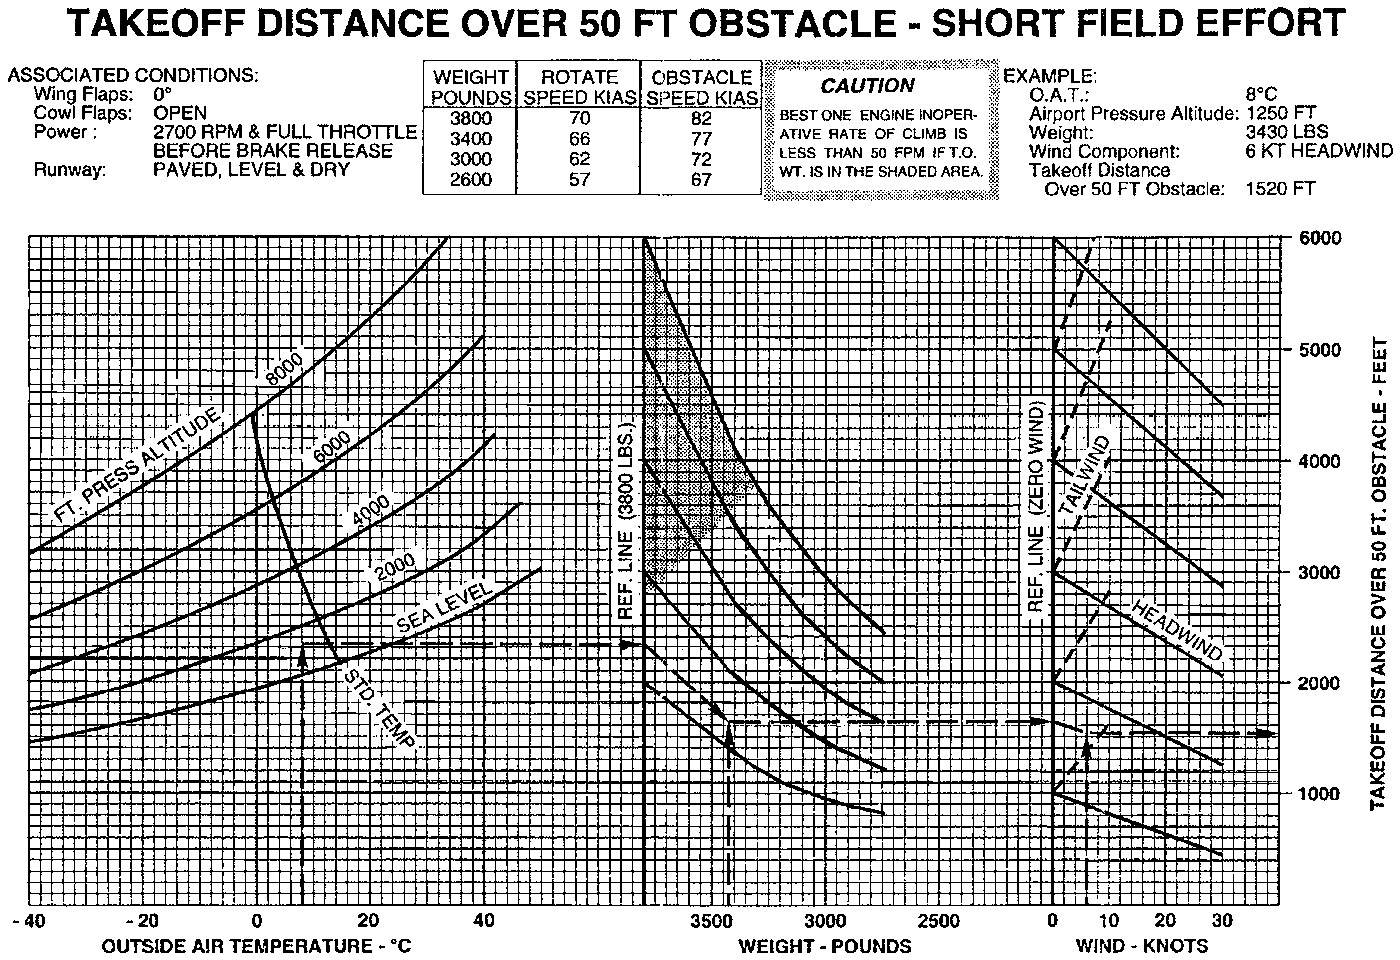 TAKEOFF DISTANCE OVER 50 FT OBSTACLE - SHORT FIELD EFFORT
ASSOCIATED CONDITIONS:
Wing Flaps: 0°
Cowl Flaps: OPEN
Power : 2700 RPM & FULL THROTTLE
BEFORE BRAKE RELEASE
Runway: PAVED, LEVEL & DRY
WEIGHT ROTATE OBSTACLE
POUNDS SPEED KIAS SPEED KIAS
3800 70 82
3400 66 77
3000 62 72
2600 57 67
CAUTION
BEST ONE ENGINE INOPER-
ATIVE RATE OF CLIMB IS
LESS THAN 50 FPM IF T.O.
WT. IS IN THE SHADED AREA.
EXAMPLE:
O.A.T.: 8°C
Airport Pressure Altitude: 1250 FT
Weight: 3430 LBS
Wind Component: 6 KT HEADWIND
Takeoff Distance
Over 50 FT Obstacle: 1520 FT
FT. PRESS ALTITUDE
8000
6000
4000
2000
SEA LEVEL
STD. TEMP
REF. LINE (3800 LBS.)
REF. LINE (ZERO WIND)
TAILWIND
HEADWIND
6000
5000
4000
3000
2000
1000
TAKEOFF DISTANCE OVER 50 FT. OBSTACLE - FEET
-40 -20 0 20 40 3500 3000 2500 0 10 20 30
OUTSIDE AIR TEMPERATURE - °C WEIGHT - POUNDS WIND - KNOTS